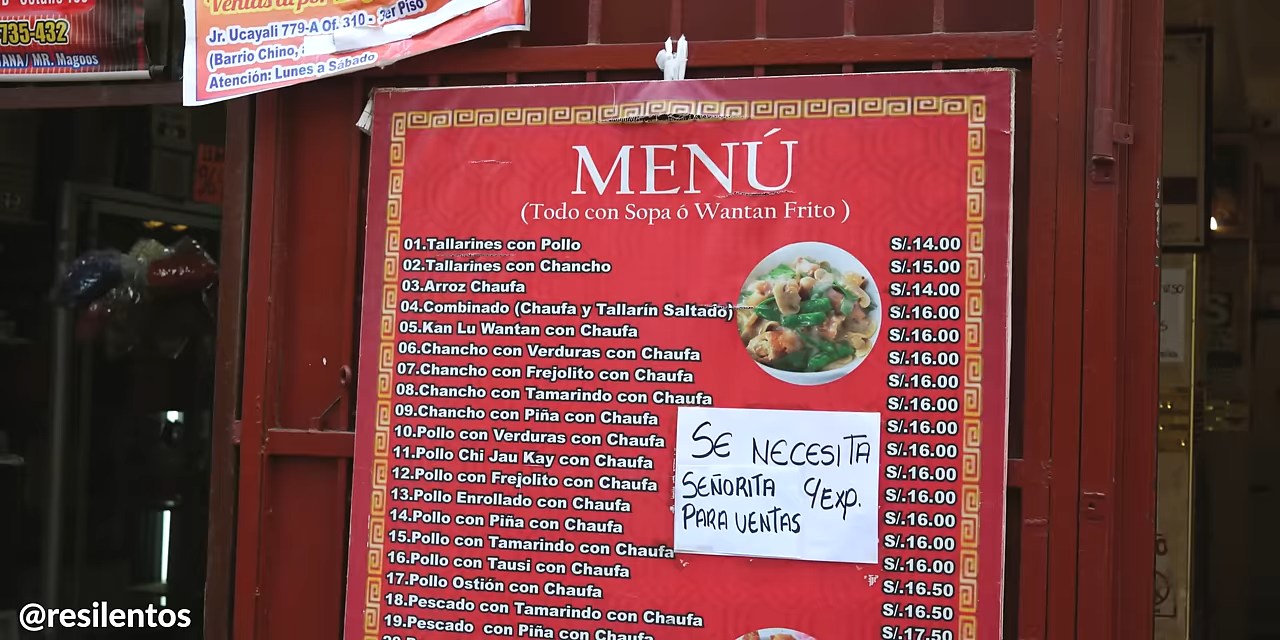 735-432
ANA/ MR. Magoos
Jr. Ucayali 779-A Of. 310 - 3er Piso
(Barrio Chino,
Atención: Lunes a Sábado
MENÚ
(Todo con Sopa ó Wantan Frito )
01.Tallarines con Pollo S/.14.00
02.Tallarines con Chancho S/.15.00
03.Arroz Chaufa S/.14.00
04.Combinado (Chaufa y Tallarín Saltado) S/.16.00
05.Kan Lu Wantan con Chaufa S/.16.00
06.Chancho con Verduras con Chaufa S/.16.00
07.Chancho con Frejolito con Chaufa S/.16.00
08.Chancho con Tamarindo con Chaufa S/.16.00
09.Chancho con Piña con Chaufa S/.16.00
10.Pollo con Verduras con Chaufa S/.16.00
11.Pollo Chi Jau Kay con Chaufa S/.16.00
12.Pollo con Frejolito con Chaufa S/.16.00
13.Pollo Enrollado con Chaufa S/.16.00
14.Pollo con Piña con Chaufa S/.16.00
15.Pollo con Tamarindo con Chaufa S/.16.00
16.Pollo con Tausi con Chaufa S/.16.50
17.Pollo Ostión con Chaufa S/.16.50
18.Pescado con Tamarindo con Chaufa S/.17.50
19.Pescado con Piña con Chaufa
SE NECESITA
SEÑORITA C/EXP.
PARA VENTAS
@resilentos